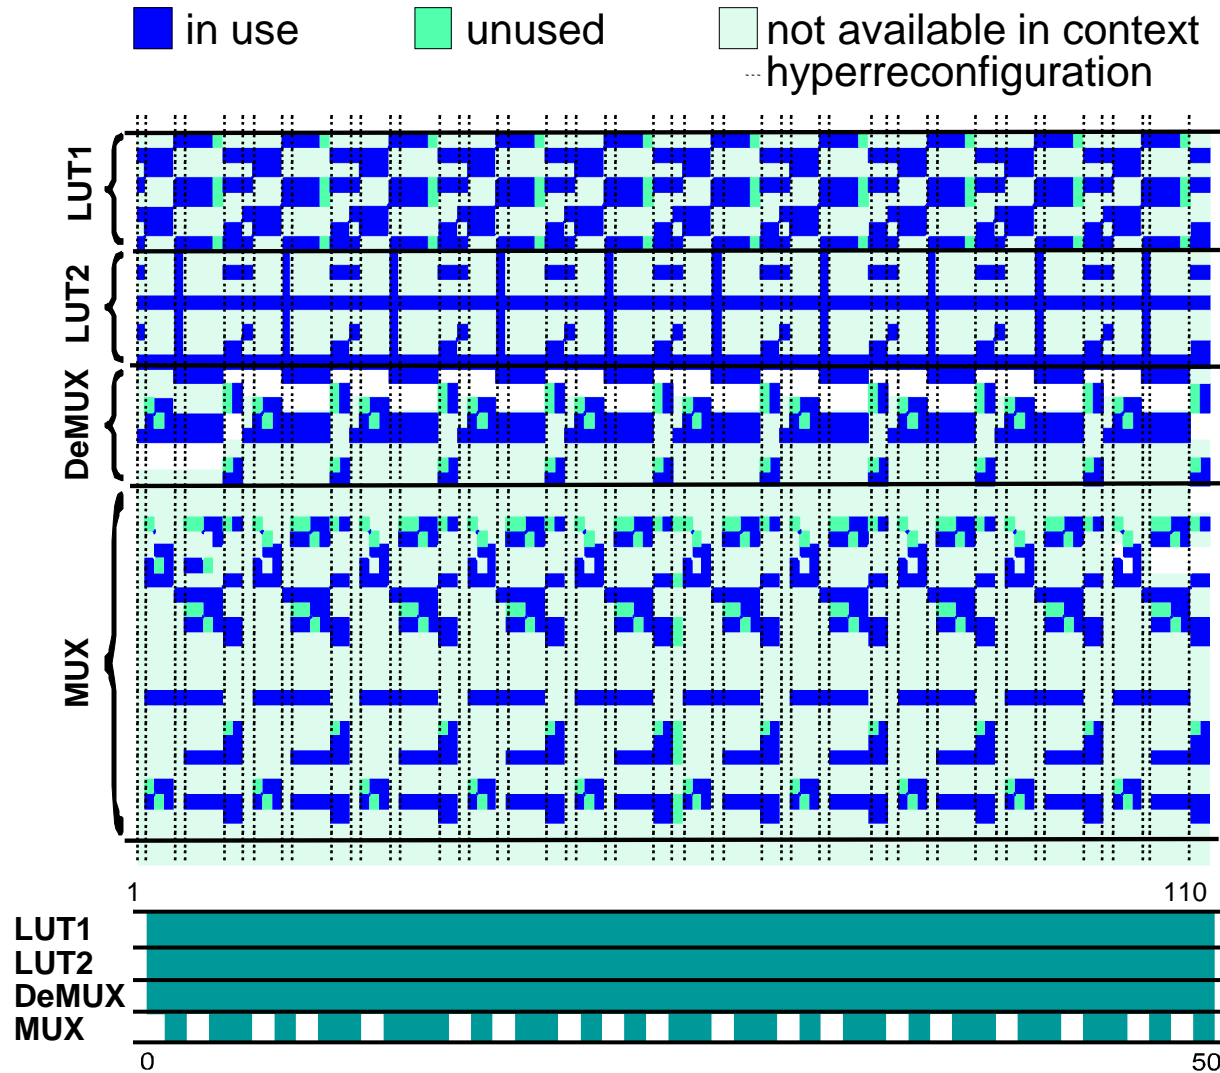 in use unused not available in context
hyperreconfiguration
LUT1
LUT2
DeMUX
MUX
1 110
LUT1
LUT2
DeMUX
MUX
0 50